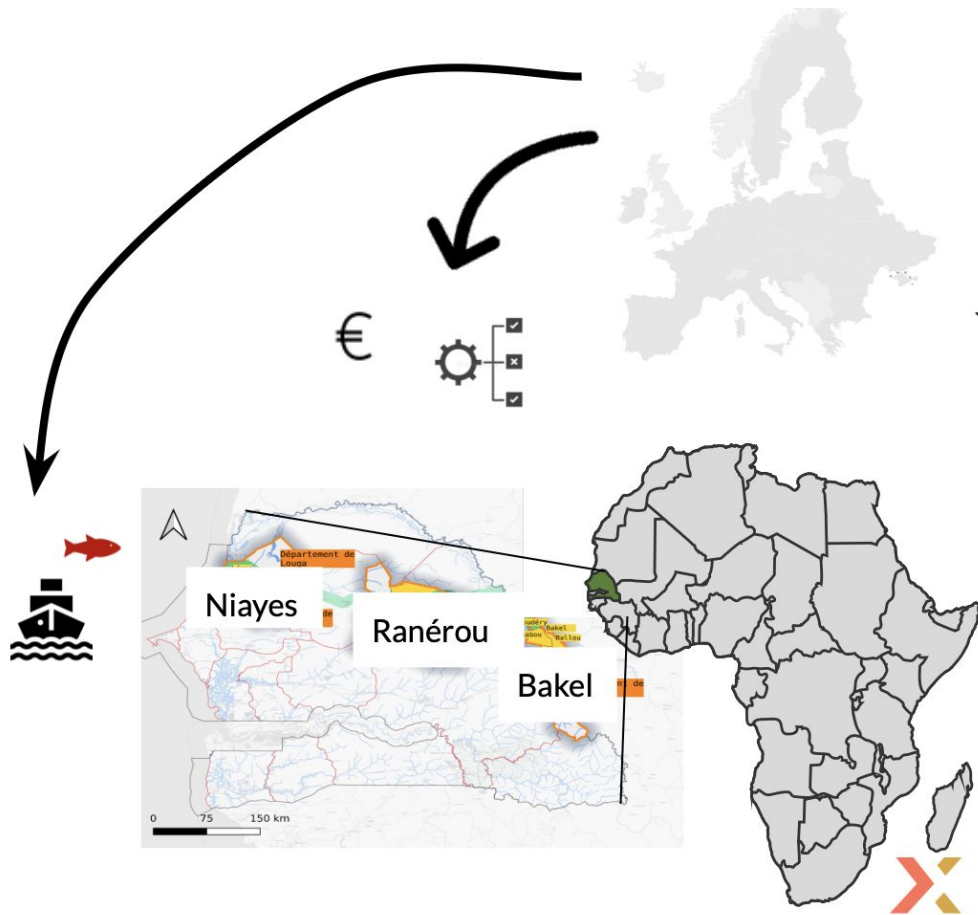 €
Département de
Louga
Niayes
Ranérou
Bakel
Ballou
Bakel
0 75 150 km